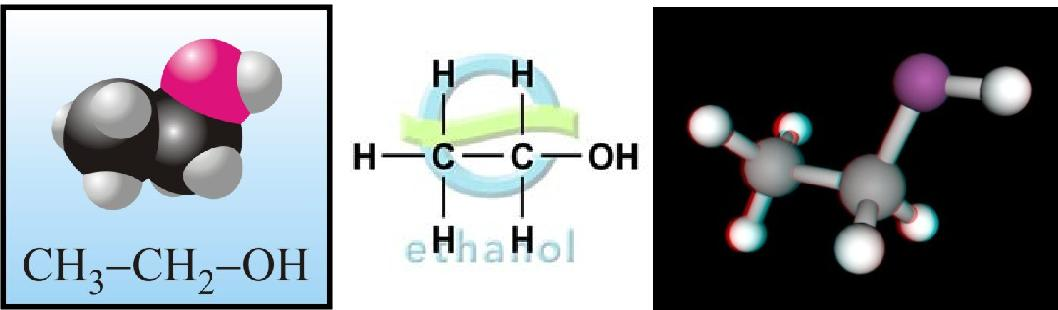 CH₃–CH₂–OH
H H
H C C OH
H H
ethanol